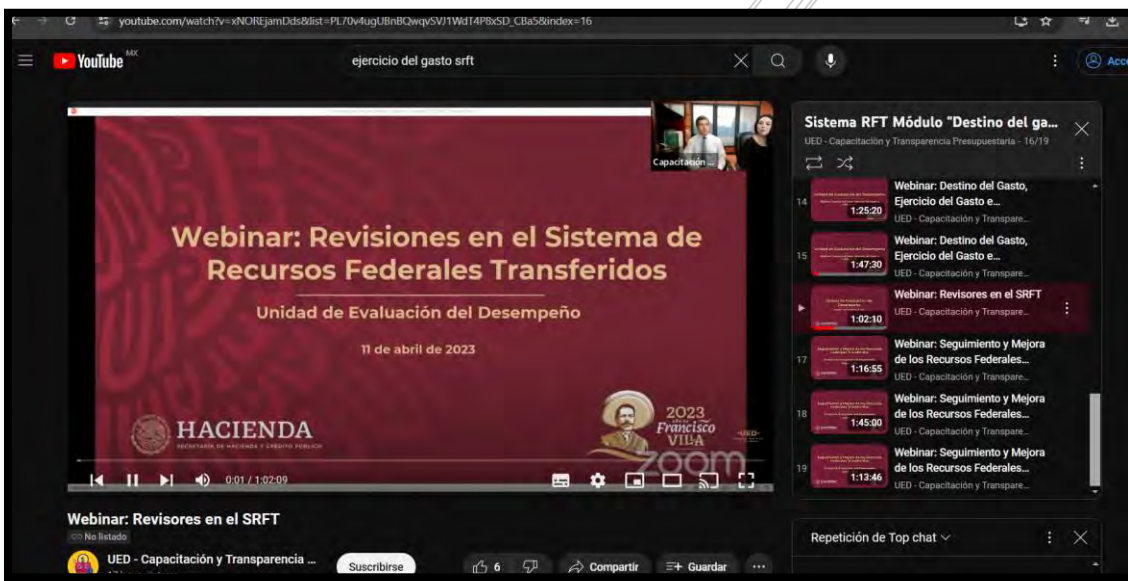 youtube.com/watch?v=xNOREjamDds&list=PL70v4ugUBnBQwqvSVJ1WdT4P8xSD_CBa5&index=16
YouTube MX
ejercicio del gasto srft
Acce
Capacitación ...
Webinar: Revisiones en el Sistema de
Recursos Federales Transferidos
Unidad de Evaluación del Desempeño
11 de abril de 2023
HACIENDA
SECRETARÍA DE HACIENDA Y CRÉDITO PÚBLICO
2023
Francisco
VILLA
-UED-
zoom
0:01 / 1:02:09
Webinar: Revisores en el SRFT
No listado
UED - Capacitación y Transparencia ...
Suscribirse
6
Compartir
Guardar
Sistema RFT Módulo "Destino del ga...
UED - Capacitación y Transparencia Presupuestaria - 16/19
14
1:25:20
Webinar: Destino del Gasto,
Ejercicio del Gasto e...
UED - Capacitación y Transpare...
15
1:47:30
Webinar: Destino del Gasto,
Ejercicio del Gasto e...
UED - Capacitación y Transpare...
1:02:10
Webinar: Revisores en el SRFT
UED - Capacitación y Transpare...
17
1:16:55
Webinar: Seguimiento y Mejora
de los Recursos Federales...
UED - Capacitación y Transpare...
18
1:45:00
Webinar: Seguimiento y Mejora
de los Recursos Federales...
UED - Capacitación y Transpare...
19
1:13:46
Webinar: Seguimiento y Mejora
de los Recursos Federales...
UED - Capacitación y Transpare...
Repetición de Top chat